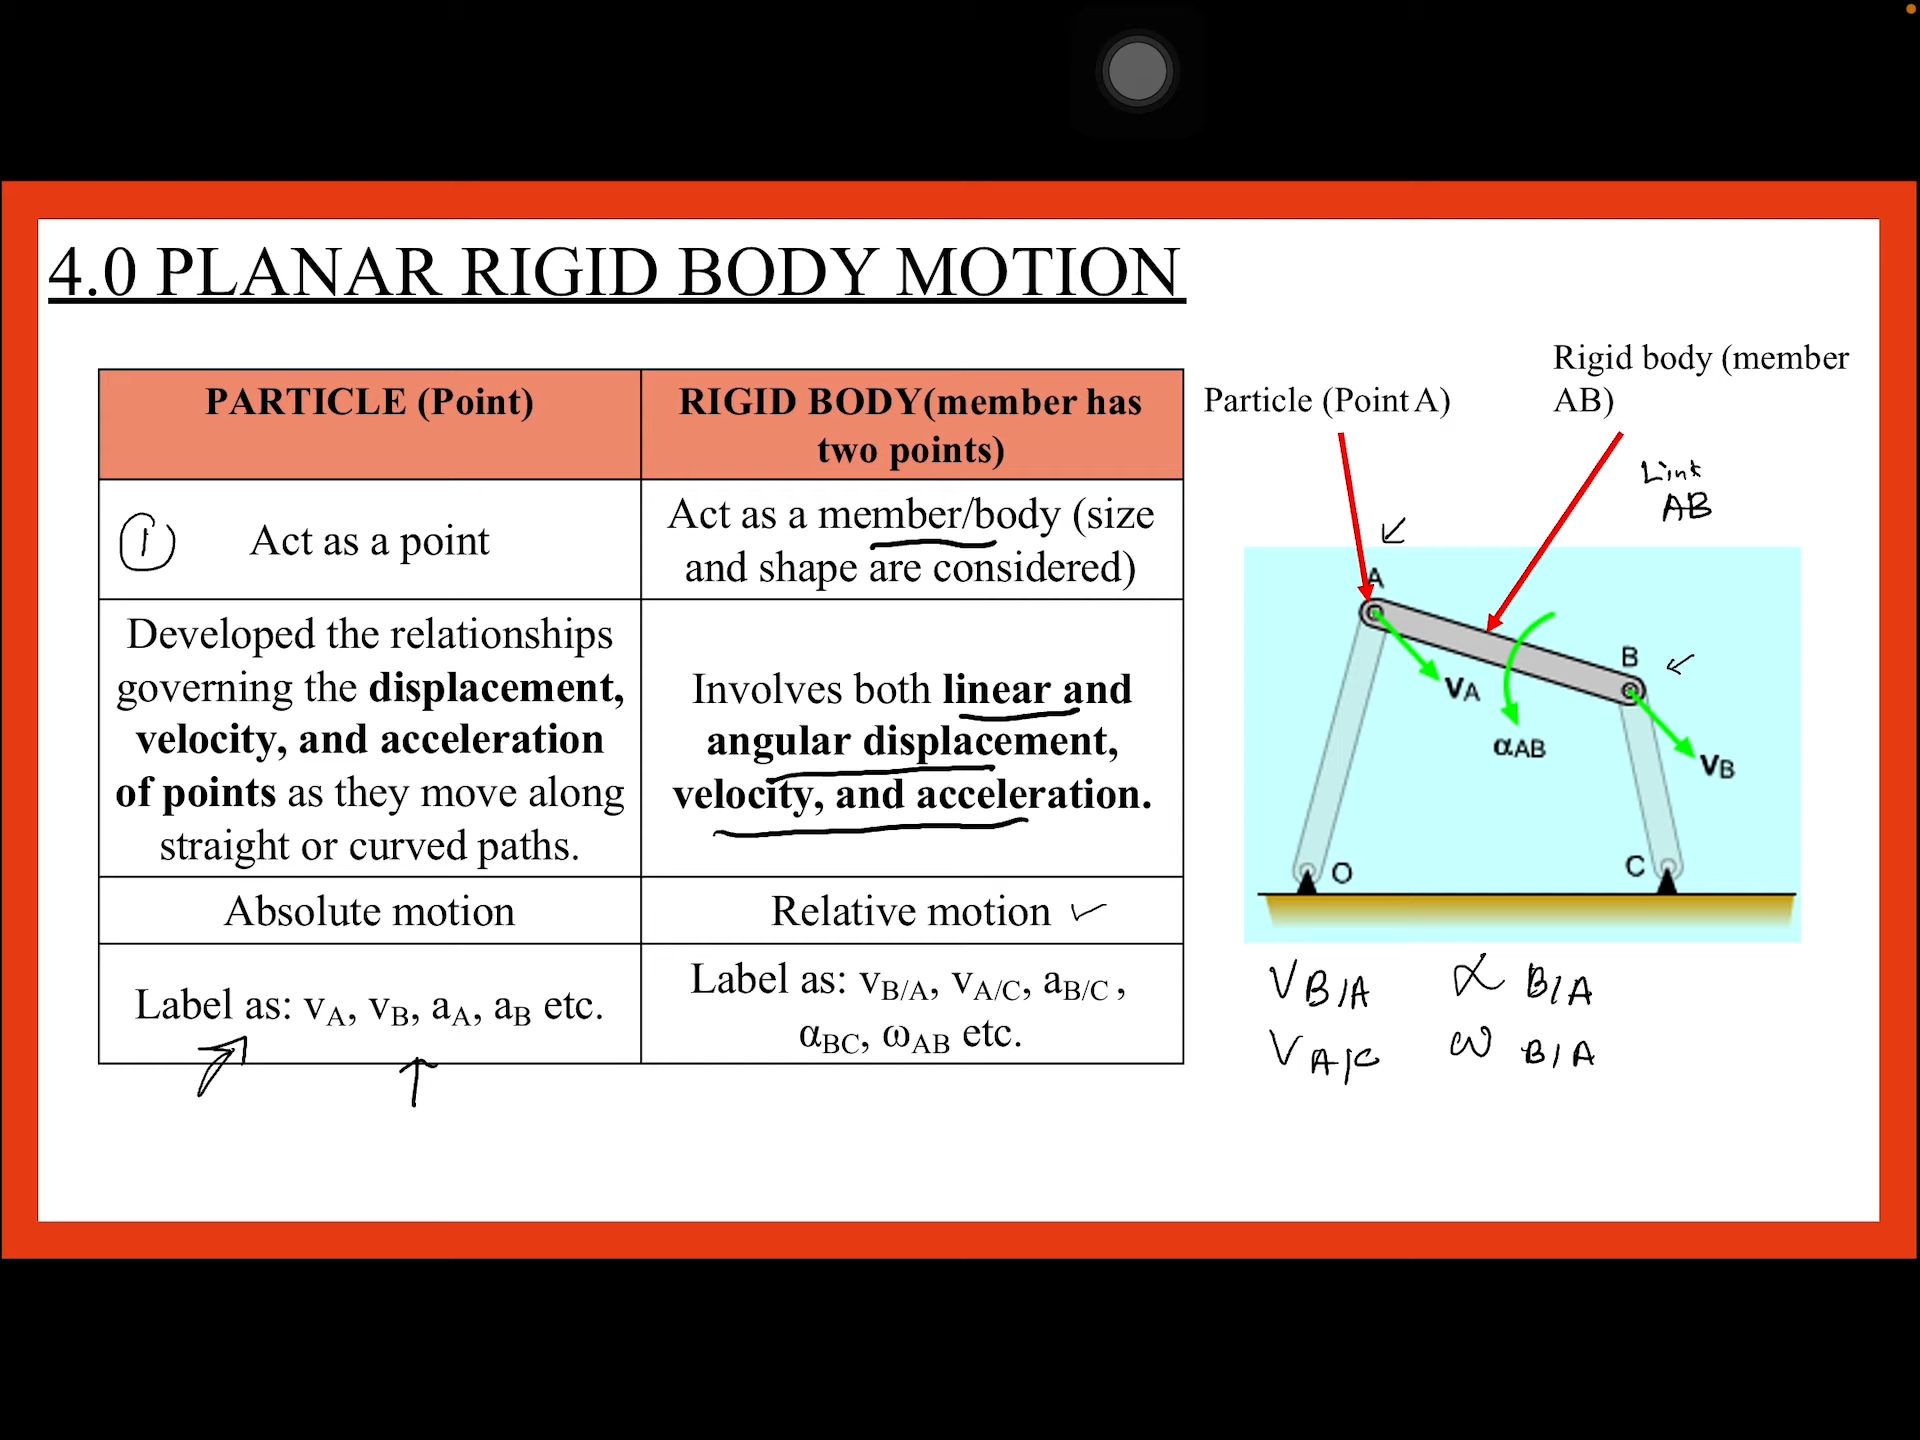 4.0 PLANAR RIGID BODY MOTION
PARTICLE (Point)
RIGID BODY(member has
two points)
① Act as a point
Act as a member/body (size
and shape are considered)
Developed the relationships
governing the displacement,
velocity, and acceleration
of points as they move along
straight or curved paths.
Involves both linear and
angular displacement,
velocity, and acceleration.
Absolute motion
Relative motion ✓
Label as: vA, vB, aA, aB etc.
Label as: vB/A, vA/C, aB/C ,
αBC, ωAB etc.
Particle (Point A)
Rigid body (member
AB)
Link
AB
A
B
VA
αAB
VB
O
C
VB/A α B/A
VA/C ω B/A